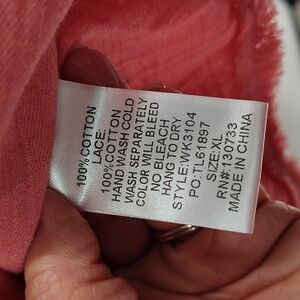 100% COTTON
LACE:
100% COTTON
HAND WASH COLD
WASH SEPARATELY
COLOR WILL BLEED
NO BLEACH
HANG TO DRY
STYLE: WK3104
PO: TL61897
SIZE: XL
RN#: 130733
MADE IN CHINA